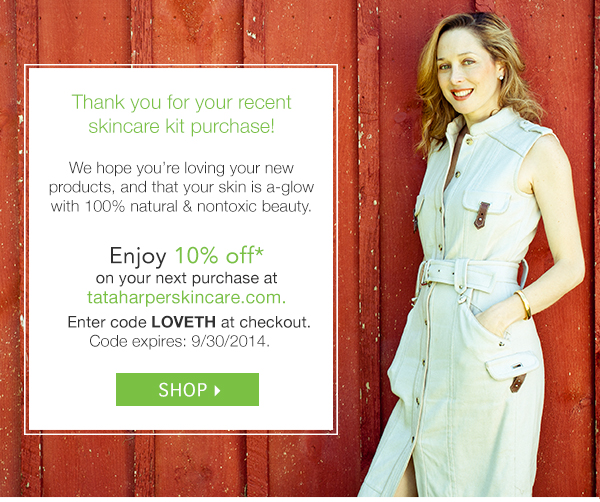 Thank you for your recent
skincare kit purchase!
We hope you're loving your new
products, and that your skin is a-glow
with 100% natural & nontoxic beauty.
Enjoy 10% off*
on your next purchase at
tataharperskincare.com.
Enter code LOVETH at checkout.
Code expires: 9/30/2014.
SHOP